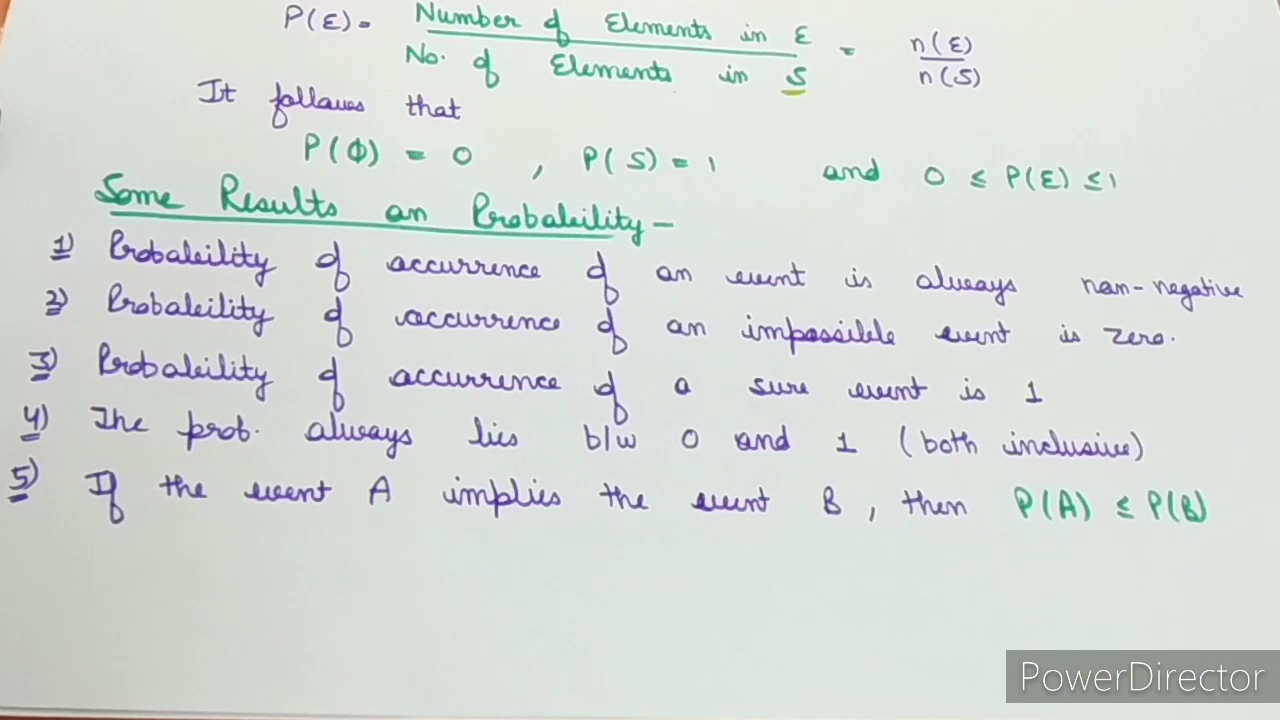 P(E) = Number of Elements in E / No. of Elements in S = n(E) / n(S)
It follows that
P(Φ) = 0 , P(S) = 1 and 0 ≤ P(E) ≤ 1
Some Results on Probability –
1) Probability of occurrence of an event is always non-negative
2) Probability of occurrence of an impossible event is zero.
3) Probability of occurrence of a sure event is 1
4) The prob. always lies b/w 0 and 1 (both inclusive)
5) If the event A implies the event B, then P(A) ≤ P(B)
PowerDirector